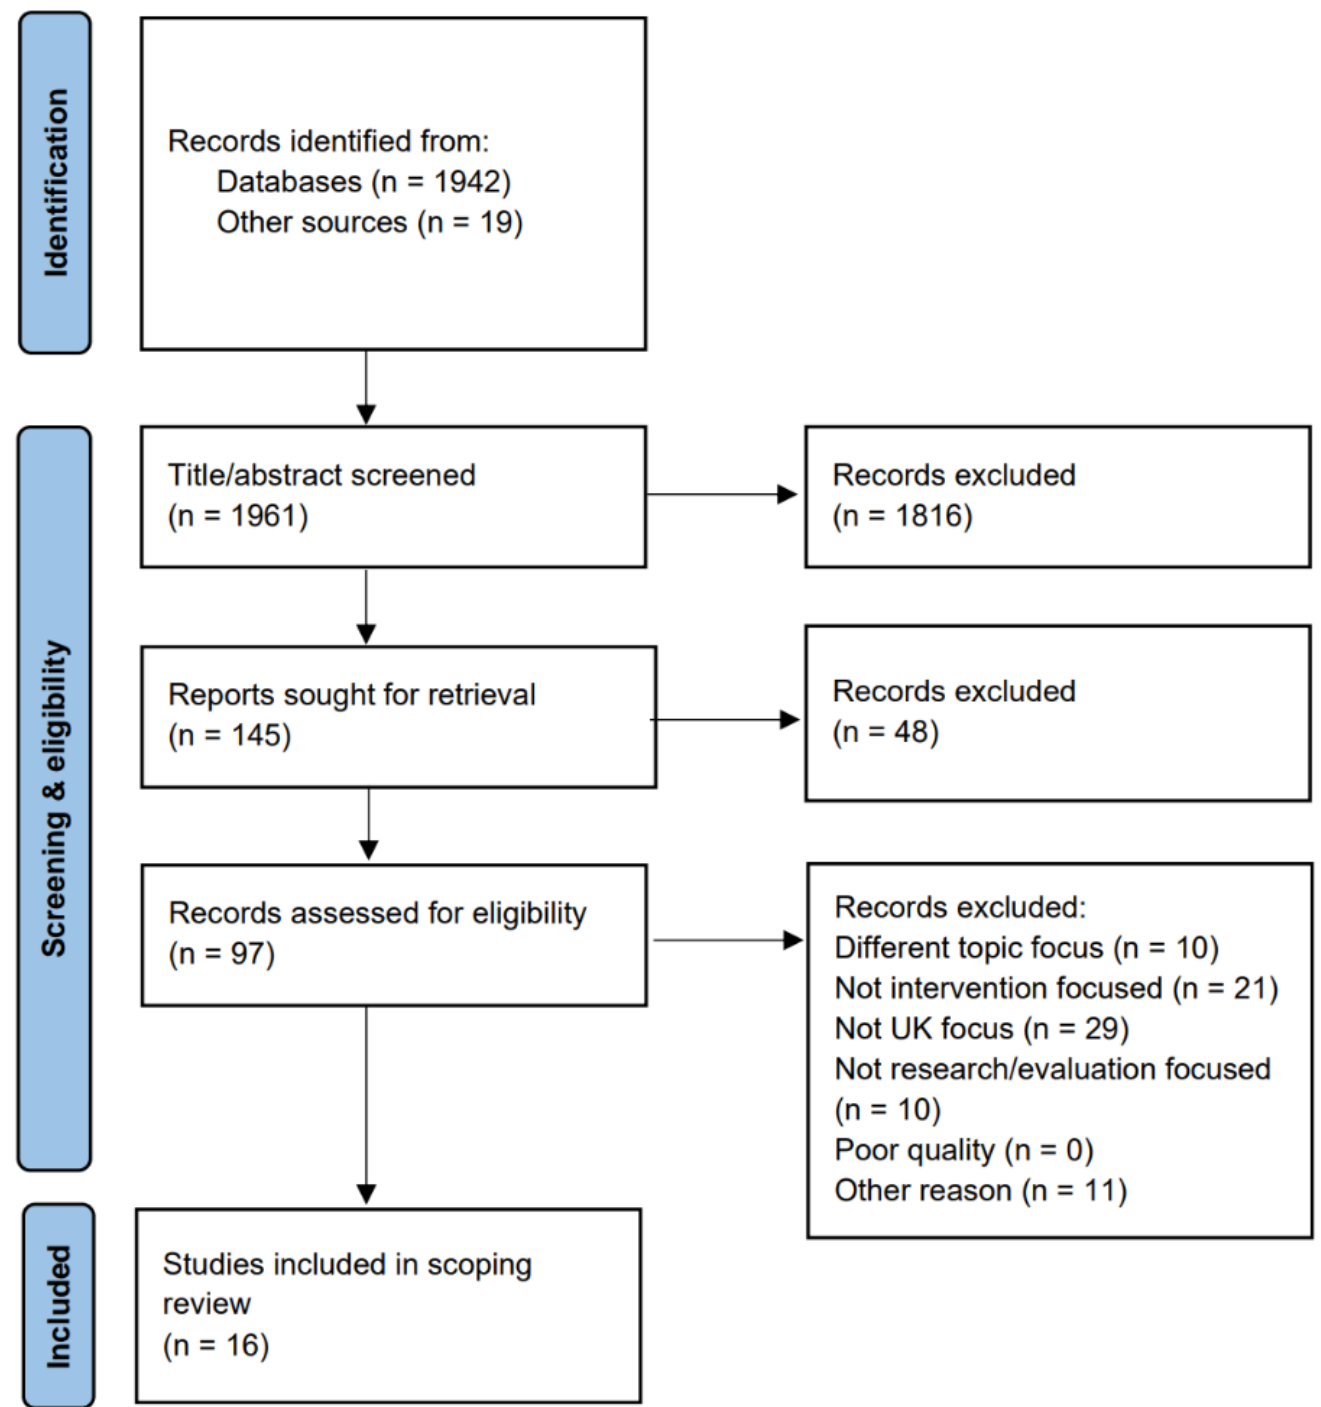 Identification
Records identified from:
Databases (n = 1942)
Other sources (n = 19)
Screening & eligibility
Title/abstract screened
(n = 1961)
Records excluded
(n = 1816)
Reports sought for retrieval
(n = 145)
Records excluded
(n = 48)
Records assessed for eligibility
(n = 97)
Records excluded:
Different topic focus (n = 10)
Not intervention focused (n = 21)
Not UK focus (n = 29)
Not research/evaluation focused
(n = 10)
Poor quality (n = 0)
Other reason (n = 11)
Included
Studies included in scoping
review
(n = 16)